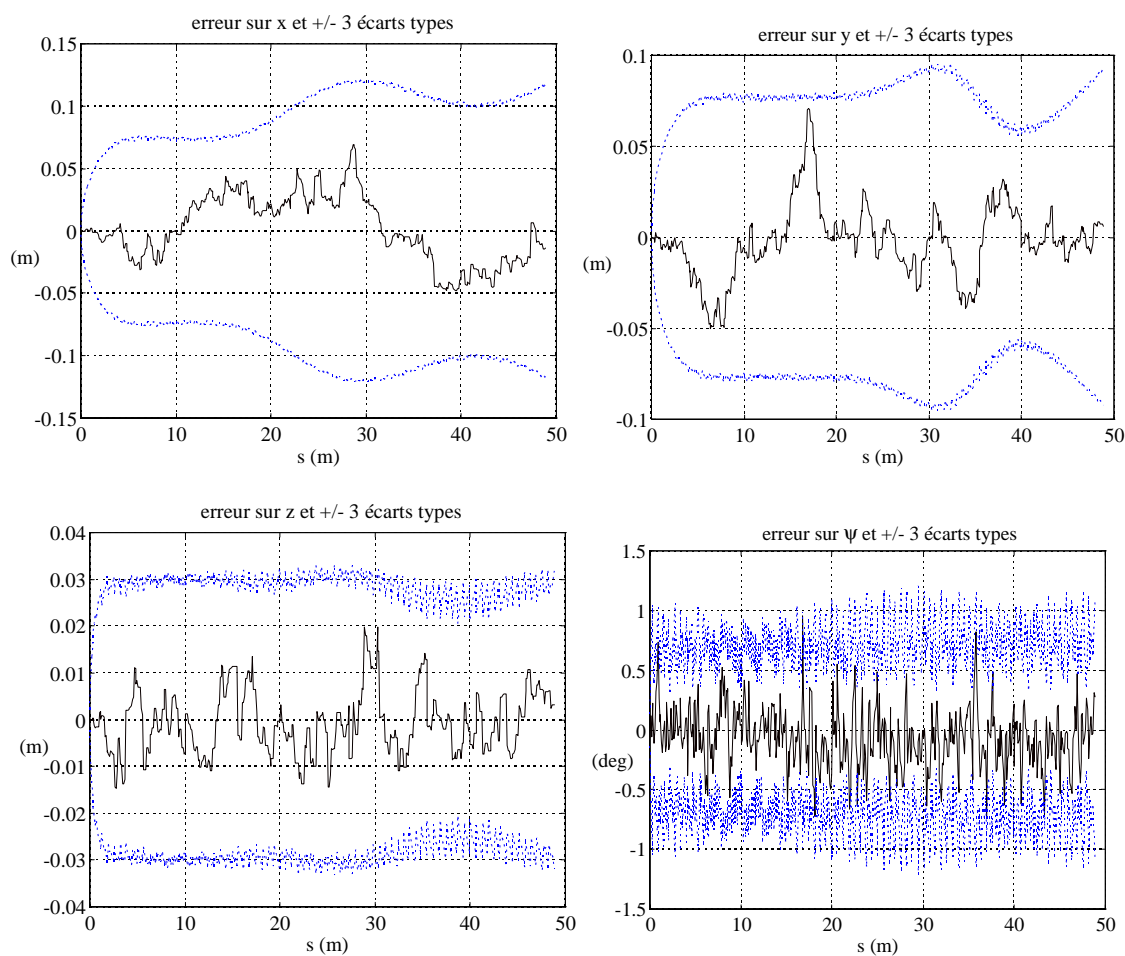 erreur sur x et +/- 3 écarts types
0.15
0.1
0.05
0
(m)
-0.05
-0.1
-0.15
0 10 20 30 40 50
s (m)
erreur sur y et +/- 3 écarts types
0.1
0.05
0
(m)
-0.05
-0.1
0 10 20 30 40 50
s (m)
erreur sur z et +/- 3 écarts types
0.04
0.03
0.02
0.01
0
(m)
-0.01
-0.02
-0.03
-0.04
0 10 20 30 40 50
s (m)
erreur sur ψ et +/- 3 écarts types
1.5
1
0.5
0
(deg)
-0.5
-1
-1.5
0 10 20 30 40 50
s (m)